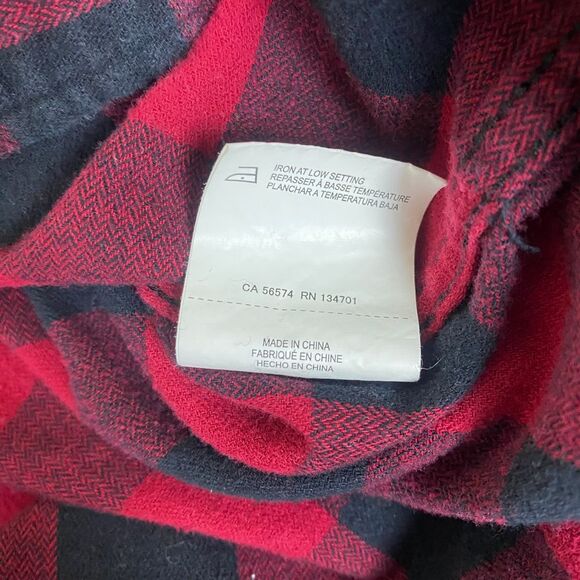 IRON AT LOW SETTING
REPASSER À BASSE TEMPÉRATURE
PLANCHAR A TEMPERATURA BAJA
CA 56574 RN 134701
MADE IN CHINA
FABRIQUÉ EN CHINE
HECHO EN CHINA